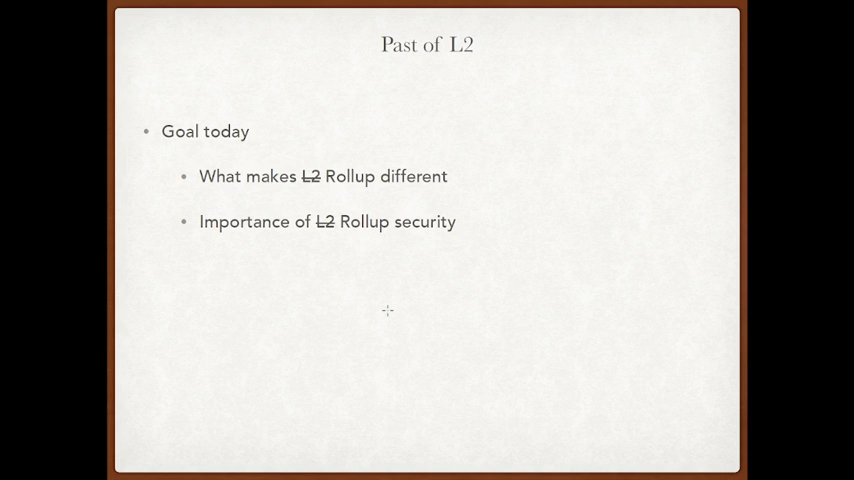 Past of L2
• Goal today
• What makes L2 Rollup different
• Importance of L2 Rollup security